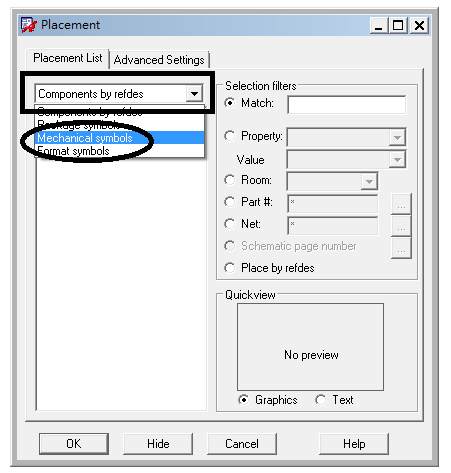 Placement
Placement List
Advanced Settings
Components by refdes
Components by refdes
Package symbols
Mechanical symbols
Format symbols
Selection filters
Match:
Property:
Value
Room:
Part #: *
...
Net: *
...
Schematic page number
...
Place by refdes
Quickview
No preview
Graphics Text
OK Hide Cancel Help